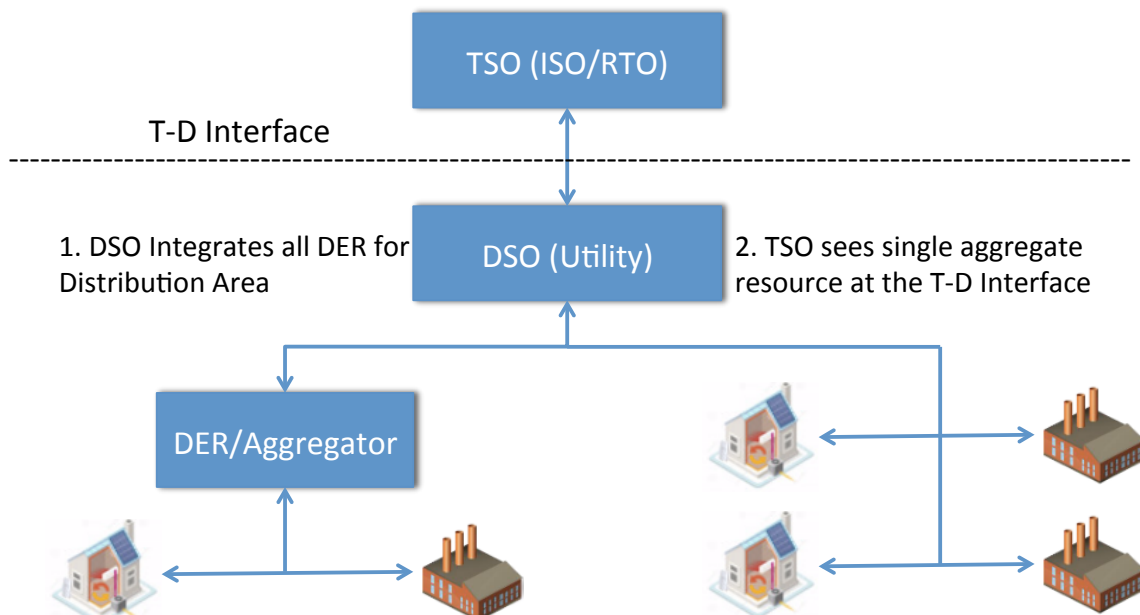 TSO (ISO/RTO)
T-D Interface
1. DSO Integrates all DER for
Distribution Area
DSO (Utility)
2. TSO sees single aggregate
resource at the T-D Interface
DER/Aggregator